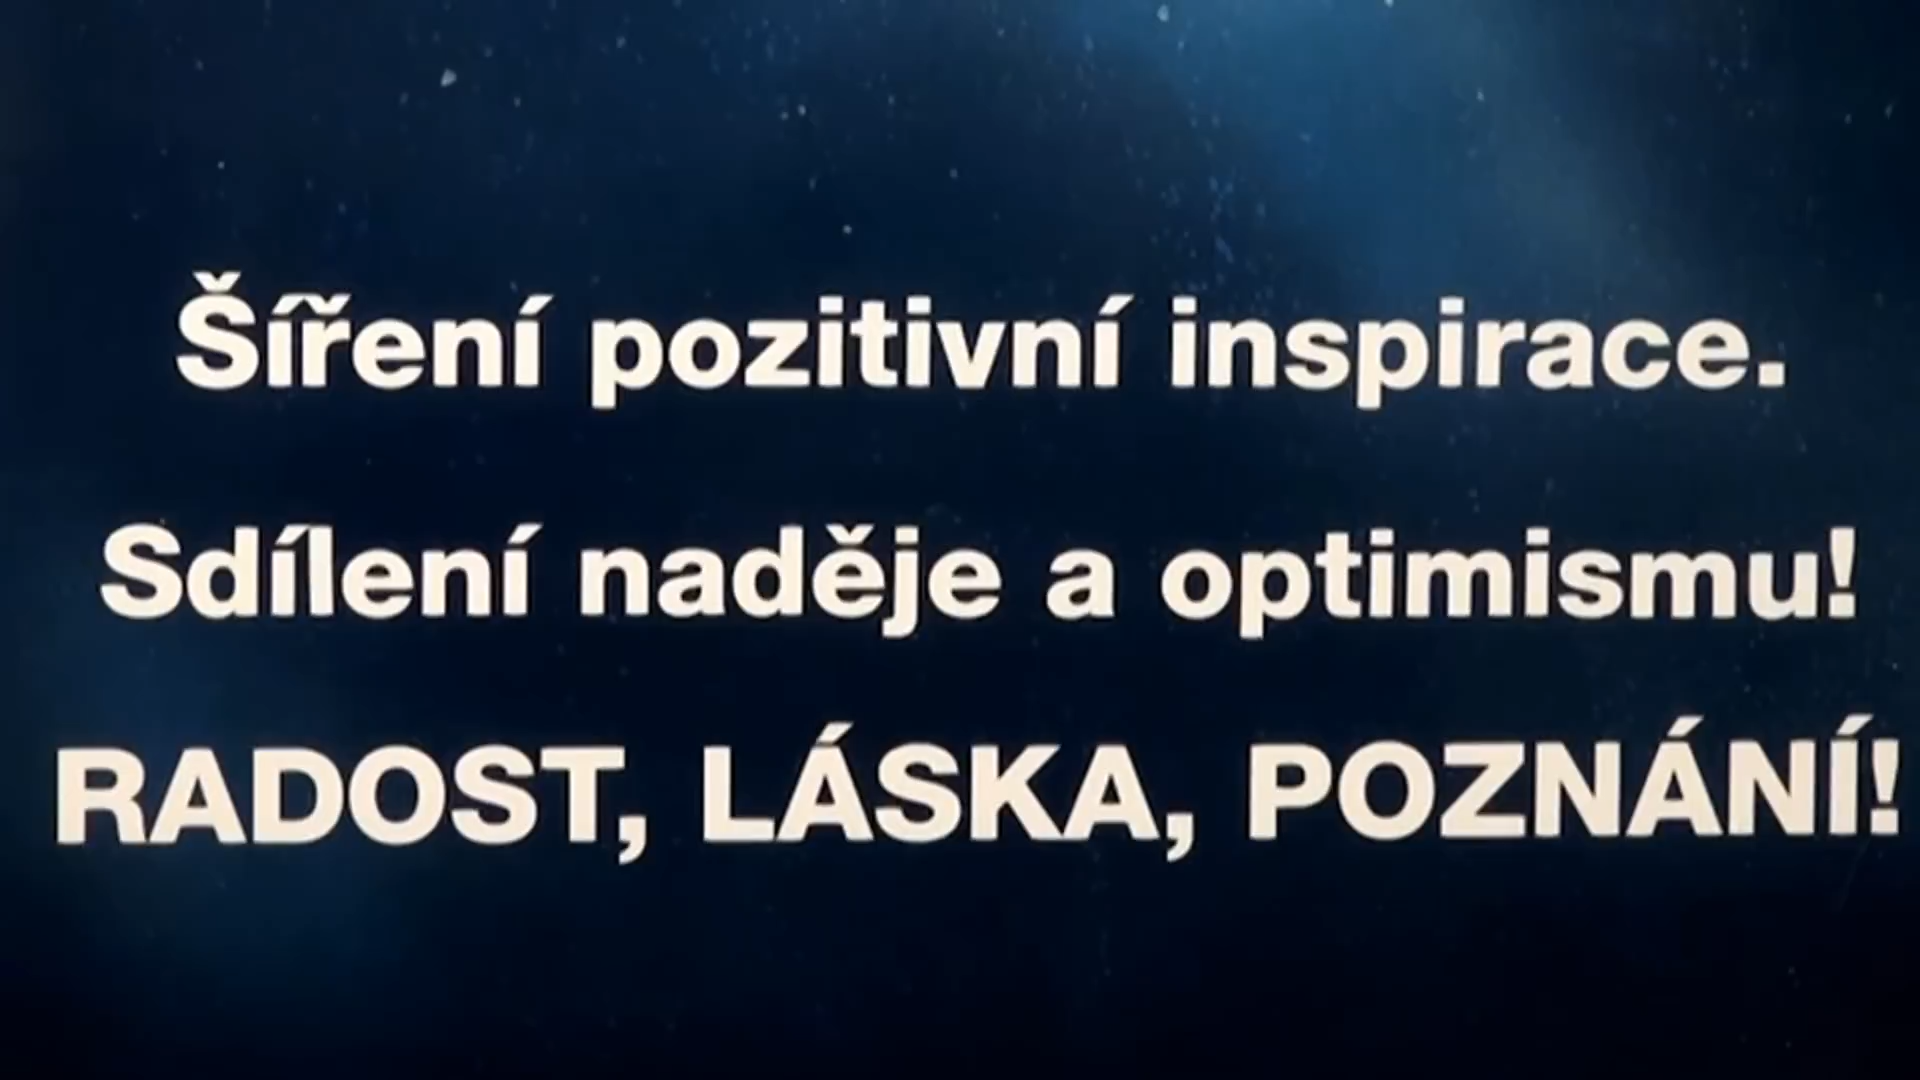 Šíření pozitivní inspirace.
Sdílení naděje a optimismu!
RADOST, LÁSKA, POZNÁNÍ!